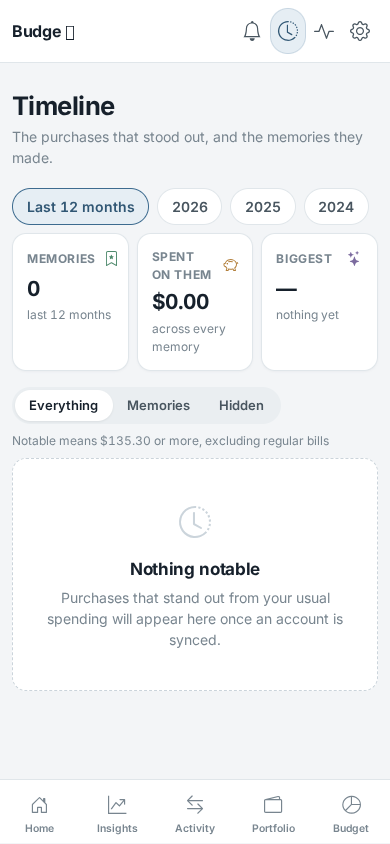 Budge
Timeline
The purchases that stood out, and the memories they
made.
Last 12 months
2026
2025
2024
MEMORIES
0
last 12 months
SPENT
ON THEM
$0.00
across every
memory
BIGGEST
—
nothing yet
Everything
Memories
Hidden
Notable means $135.30 or more, excluding regular bills
Nothing notable
Purchases that stand out from your usual
spending will appear here once an account is
synced.
Home
Insights
Activity
Portfolio
Budget